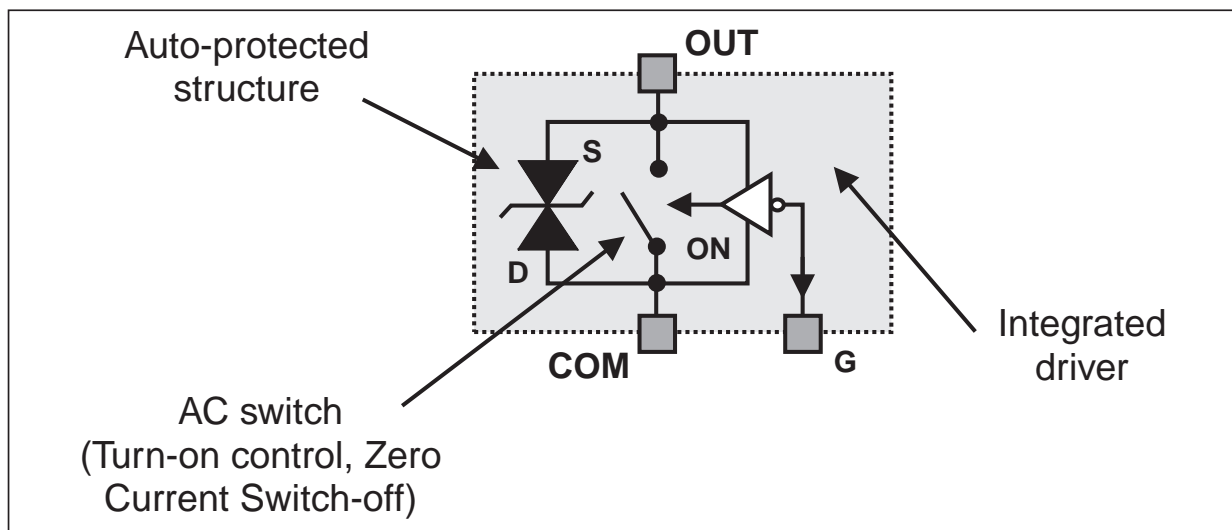 Auto-protected
structure
OUT
S
D
ON
COM
G
Integrated
driver
AC switch
(Turn-on control, Zero
Current Switch-off)